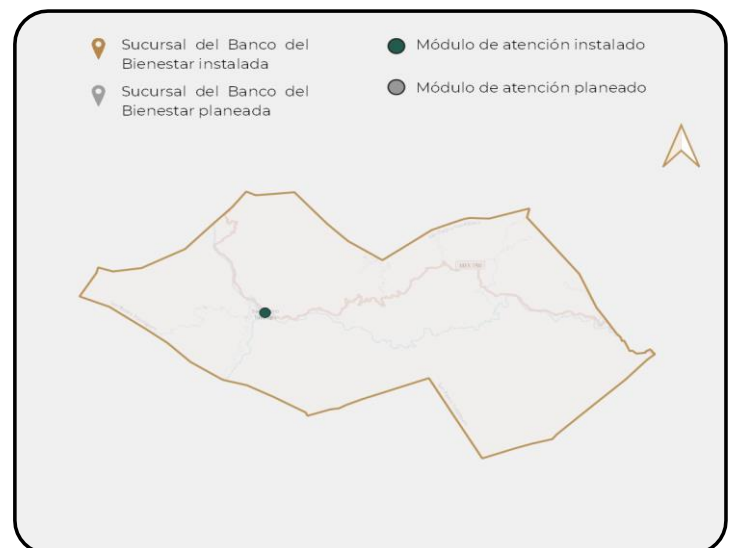 Sucursal del Banco del
Bienestar instalada
Sucursal del Banco del
Bienestar planeada
Módulo de atención instalado
Módulo de atención planeado